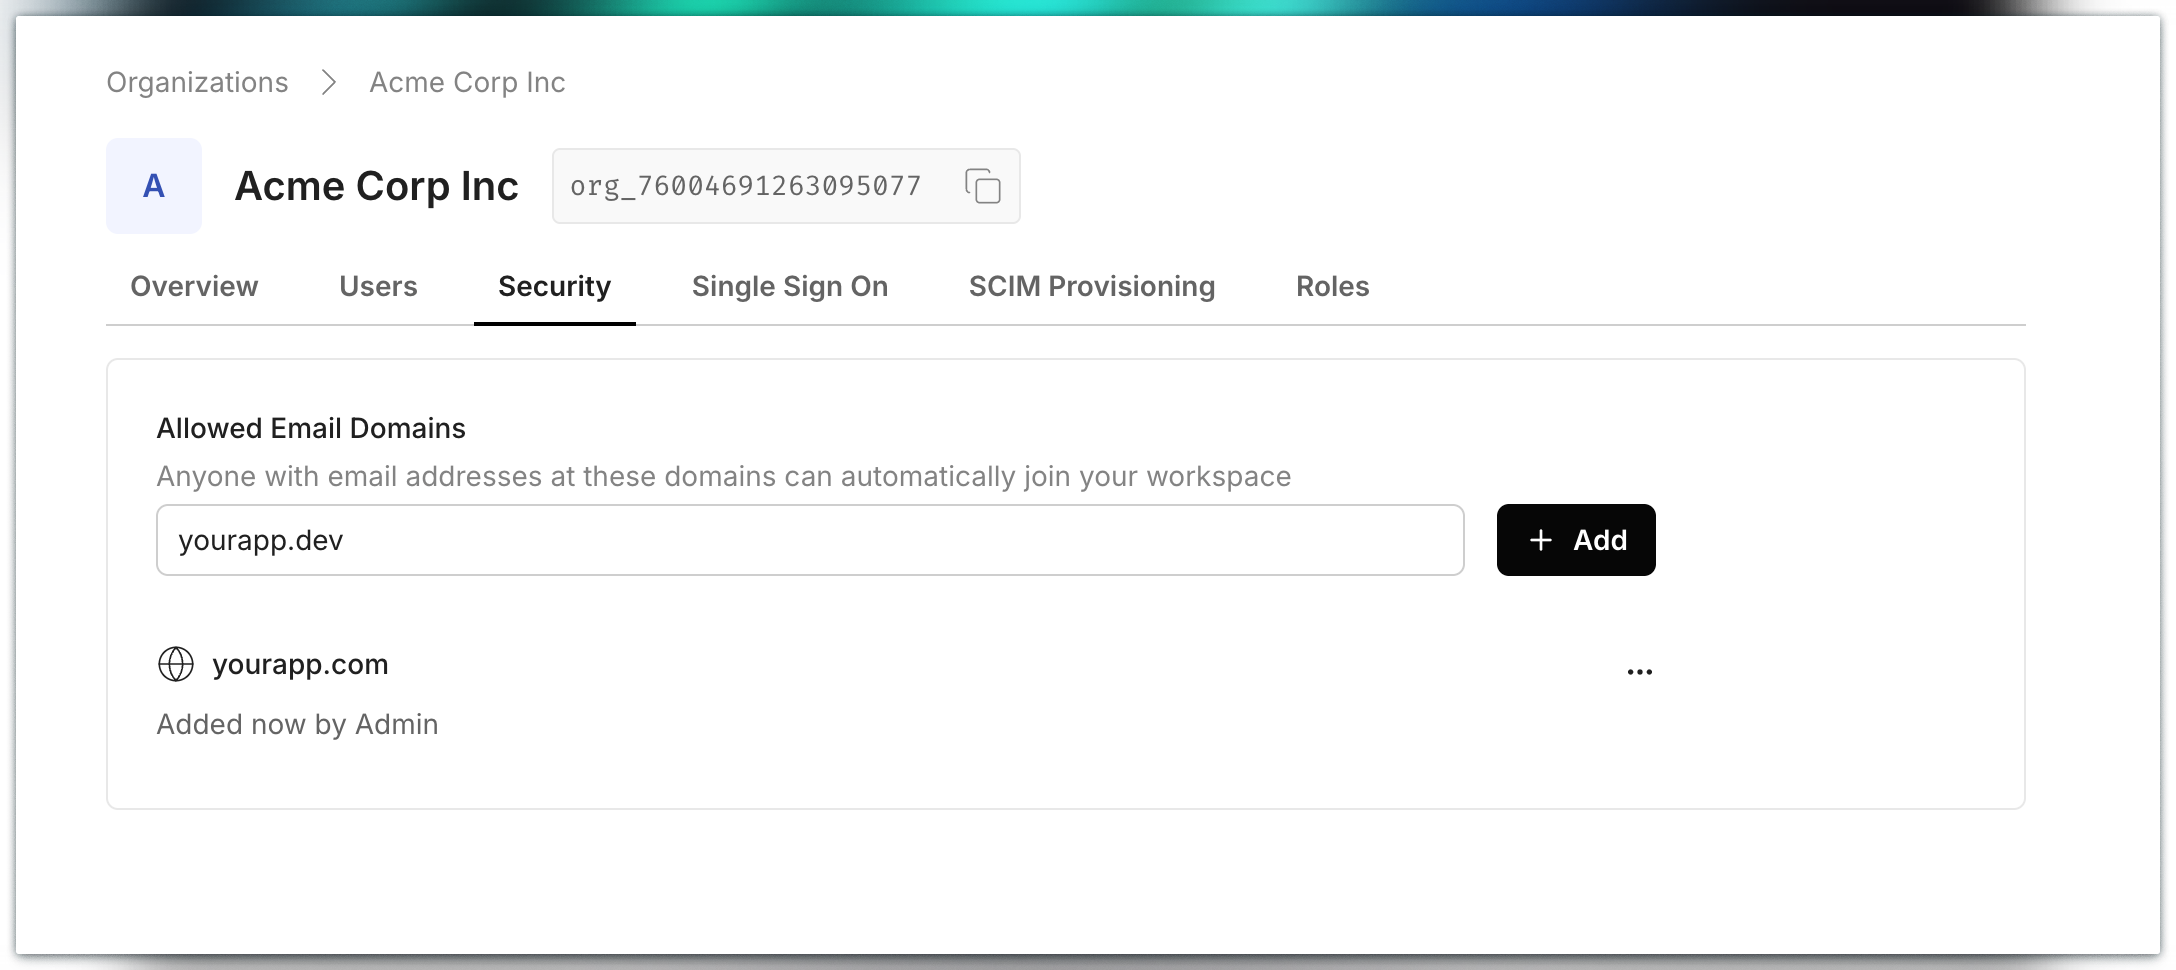 Organizations > Acme Corp Inc
A
Acme Corp Inc
org_76004691263095077
Overview Users Security Single Sign On SCIM Provisioning Roles
Allowed Email Domains
Anyone with email addresses at these domains can automatically join your workspace
yourapp.dev
+ Add
yourapp.com
...
Added now by Admin